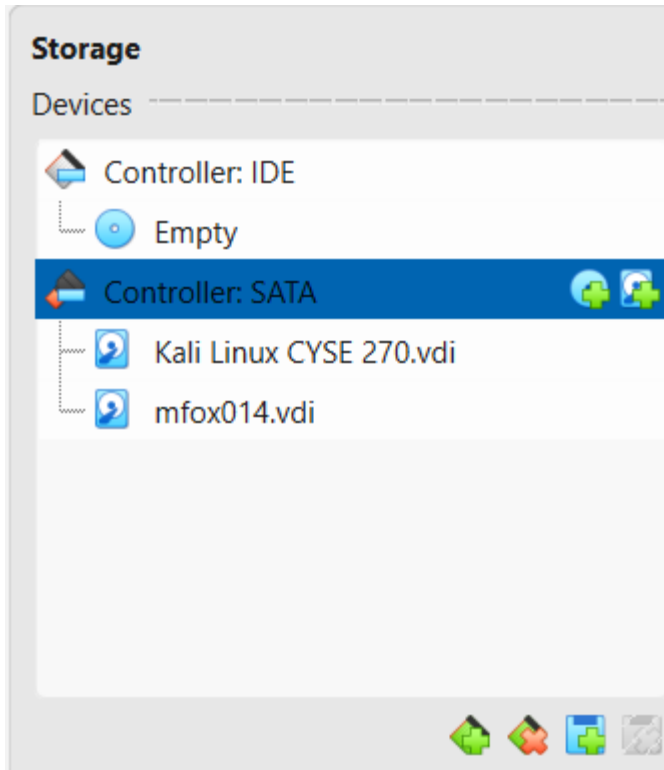 Storage
Devices
Controller: IDE
Empty
Controller: SATA
Kali Linux CYSE 270.vdi
mfox014.vdi